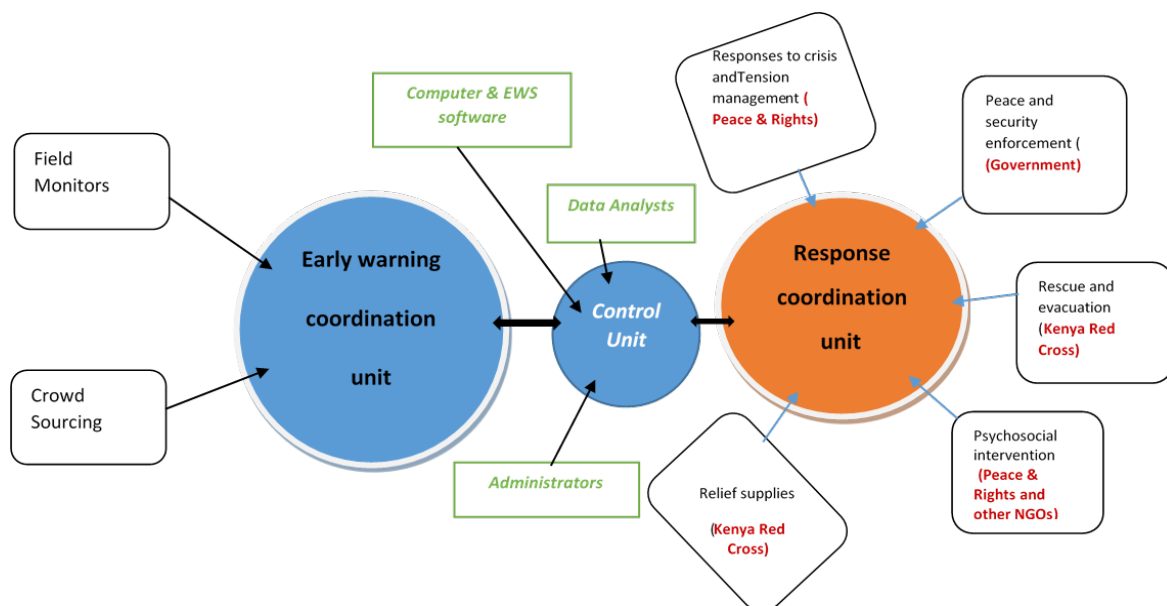 Field
Monitors
Crowd
Sourcing
Early warning
coordination
unit
Computer & EWS
software
Data Analysts
Control
Unit
Administrators
Responses to crisis
andTension
management (
Peace & Rights)
Peace and
security
enforcement (
(Government)
Response
coordination
unit
Rescue and
evacuation
(Kenya Red
Cross)
Psychosocial
intervention
(Peace &
Rights and
other NGOs)
Relief supplies
(Kenya Red
Cross)